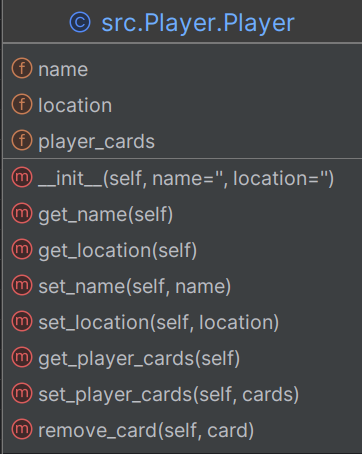 C src.Player.Player
f name
f location
f player_cards
m __init__(self, name='', location='')
m get_name(self)
m get_location(self)
m set_name(self, name)
m set_location(self, location)
m get_player_cards(self)
m set_player_cards(self, cards)
m remove_card(self, card)